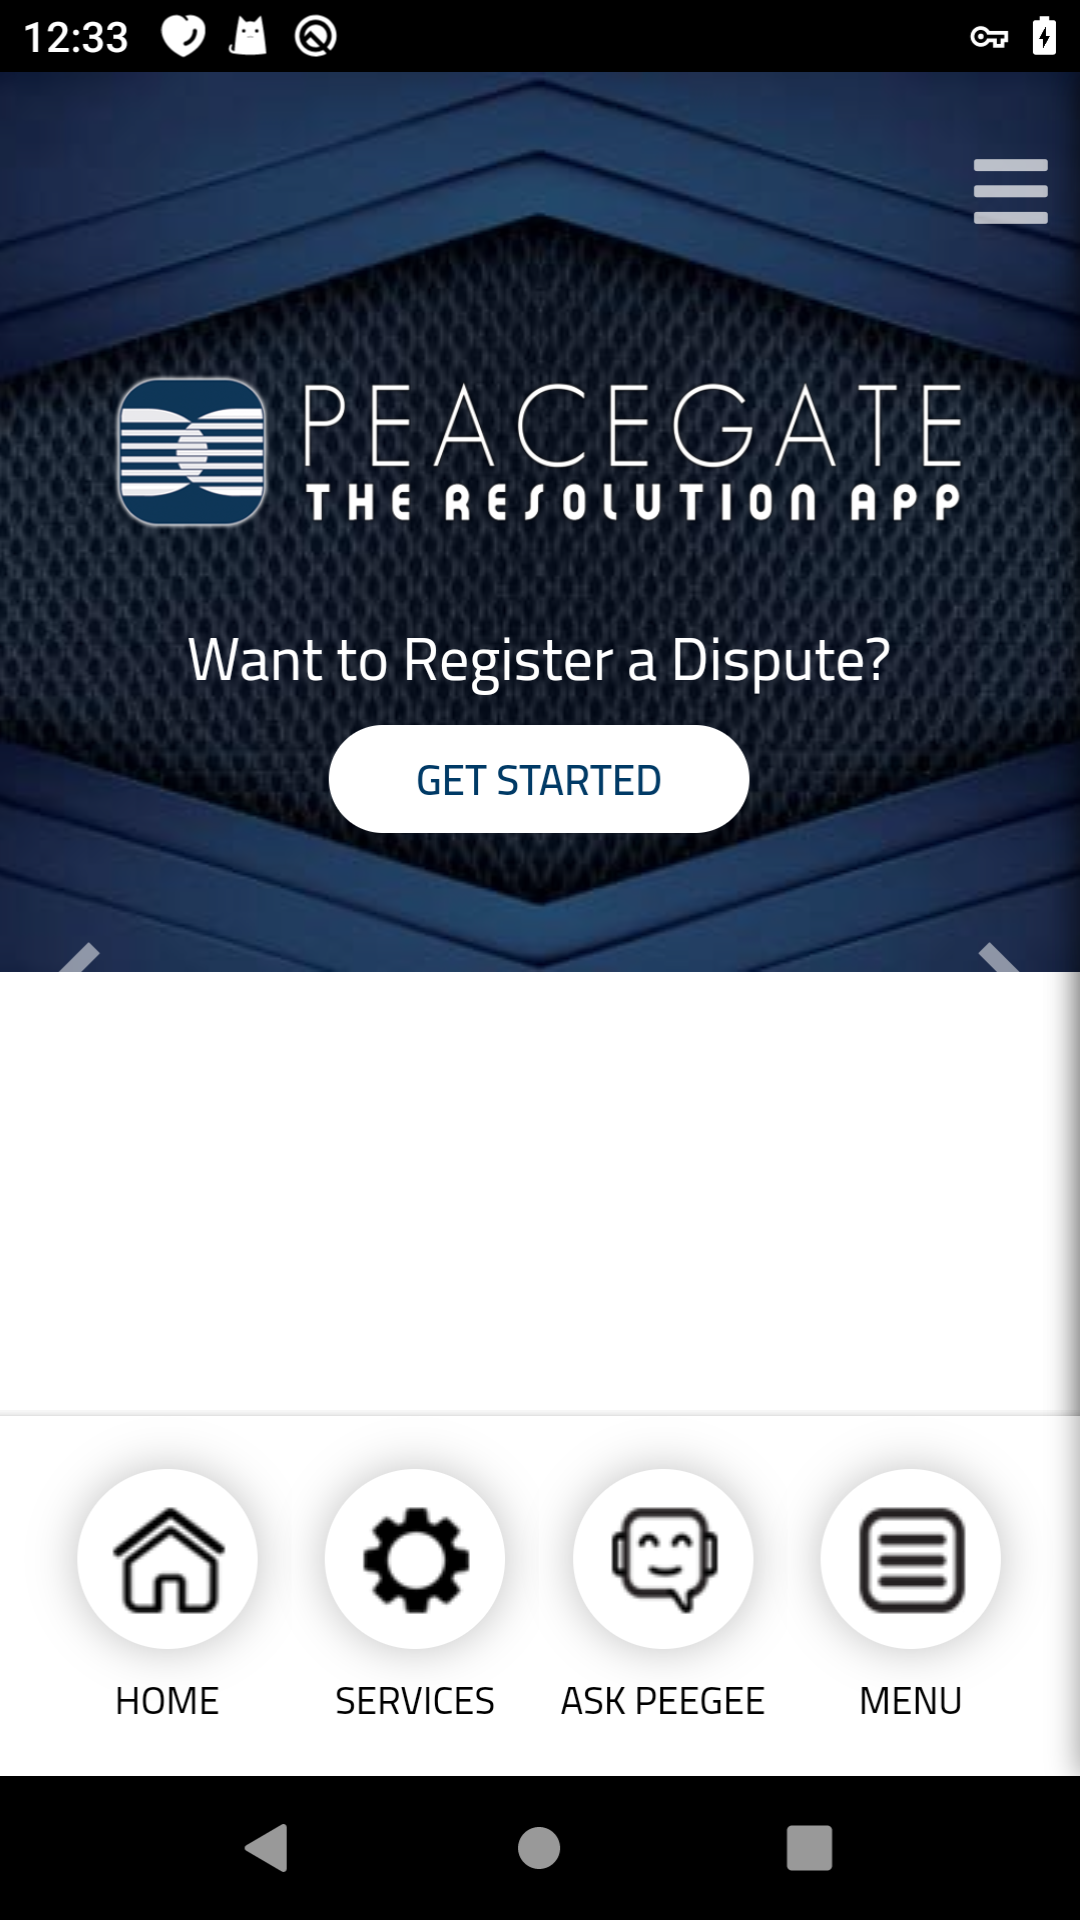 12:33
PEACEGATE
THE RESOLUTION APP
Want to Register a Dispute?
GET STARTED
HOME
SERVICES
ASK PEEGEE
MENU